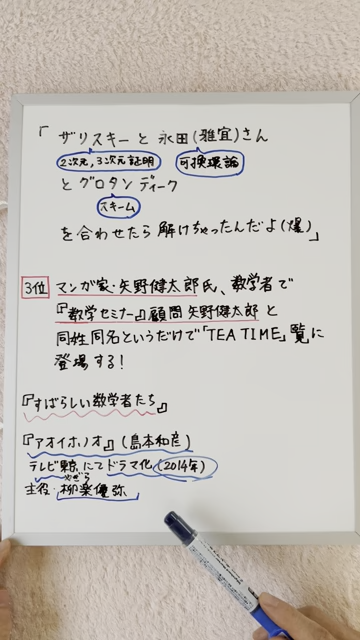 「ザリスキーと永田(雅宜)さん
2次元,3次元証明 可換環論
とグロタンディーク
スキーム
を合わせたら解けちゃったんだよ(爆)」
3位 マンガ家・矢野健太郎氏、数学者で
『数学セミナー』顧問矢野健太郎と
同姓同名というだけで「TEA TIME」覧に
登場する!
『すばらしい数学者たち』
『アオイホノオ』(島本和彦)
テレビ東京にてドラマ化(2014年)
やぎら
主役・柳楽優弥